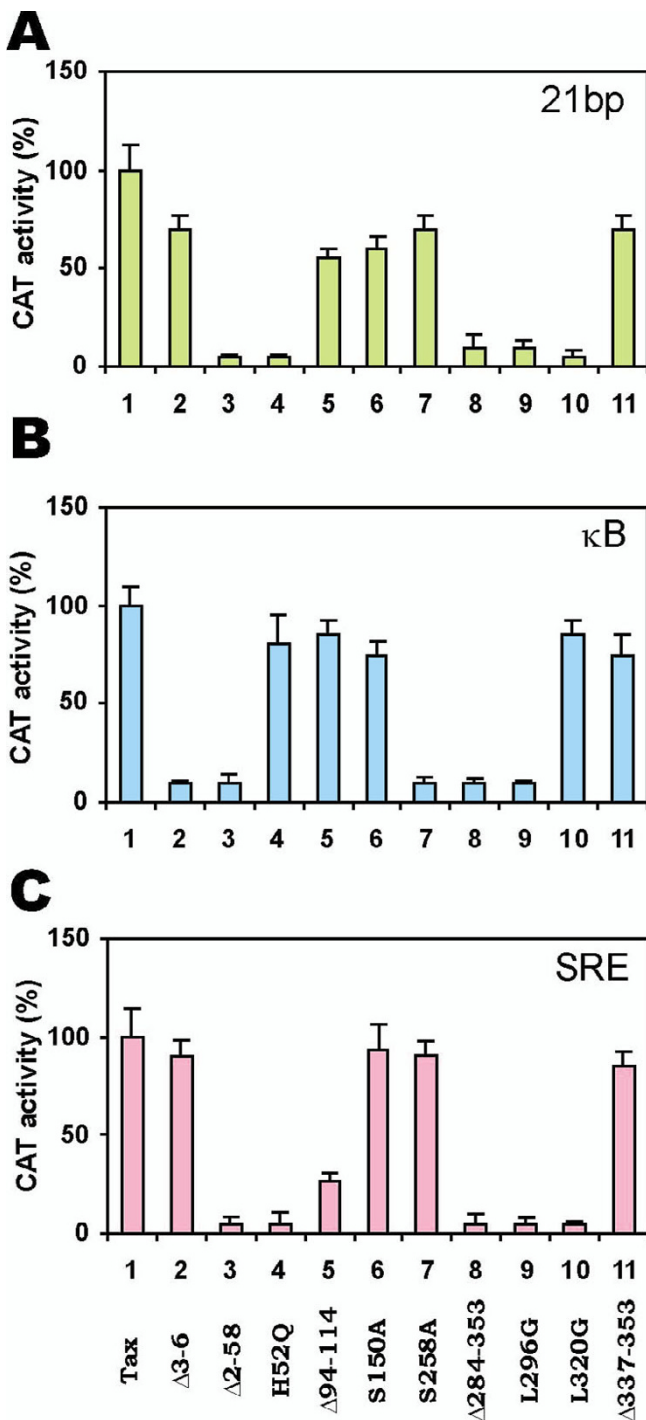 A
150
21bp
100
50
0
CAT activity (%)
1 2 3 4 5 6 7 8 9 10 11
B
150
κB
100
50
0
CAT activity (%)
1 2 3 4 5 6 7 8 9 10 11
C
150
SRE
100
50
0
CAT activity (%)
1 2 3 4 5 6 7 8 9 10 11
Tax
Δ3-6
Δ2-58
H52Q
Δ94-114
S150A
S258A
Δ284-353
L296G
L320G
Δ337-353